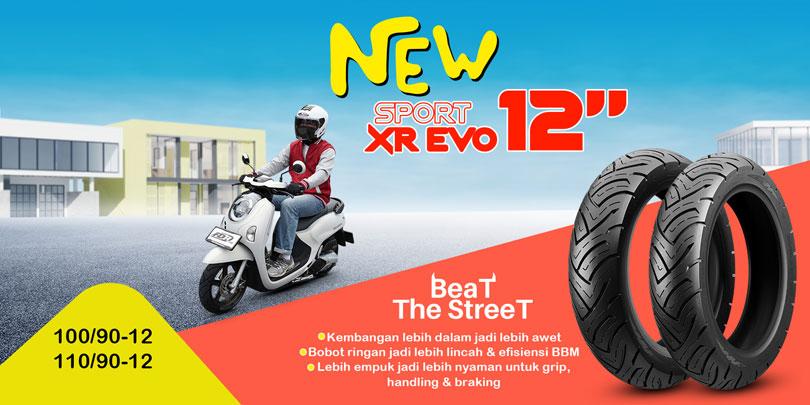 NEW
SPORT
XR EVO 12”
BeaT
The StreeT
Kembangan lebih dalam jadi lebih awet
Bobot ringan jadi lebih lincah & efisiensi BBM
Lebih empuk jadi lebih nyaman untuk grip,
handling & braking
100/90-12
110/90-12